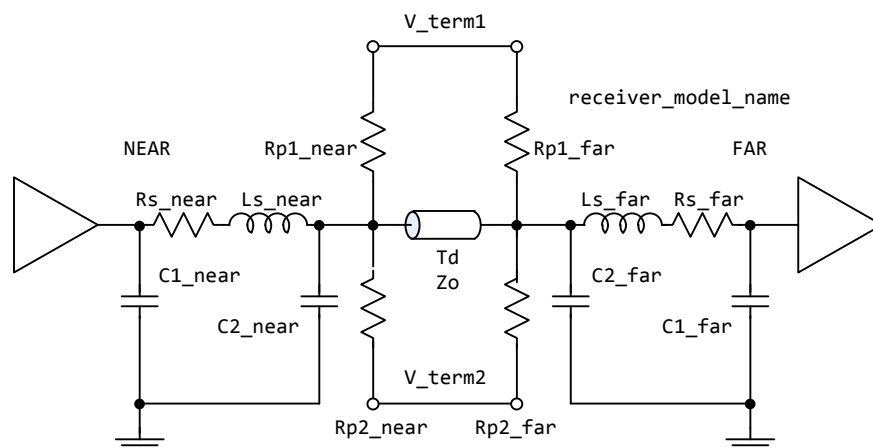 V_term1
receiver_model_name
NEAR
Rp1_near
Rp1_far
FAR
Rs_near
Ls_near
Ls_far
Rs_far
Td
Zo
C1_near
C2_far
C2_near
C1_far
V_term2
Rp2_near
Rp2_far